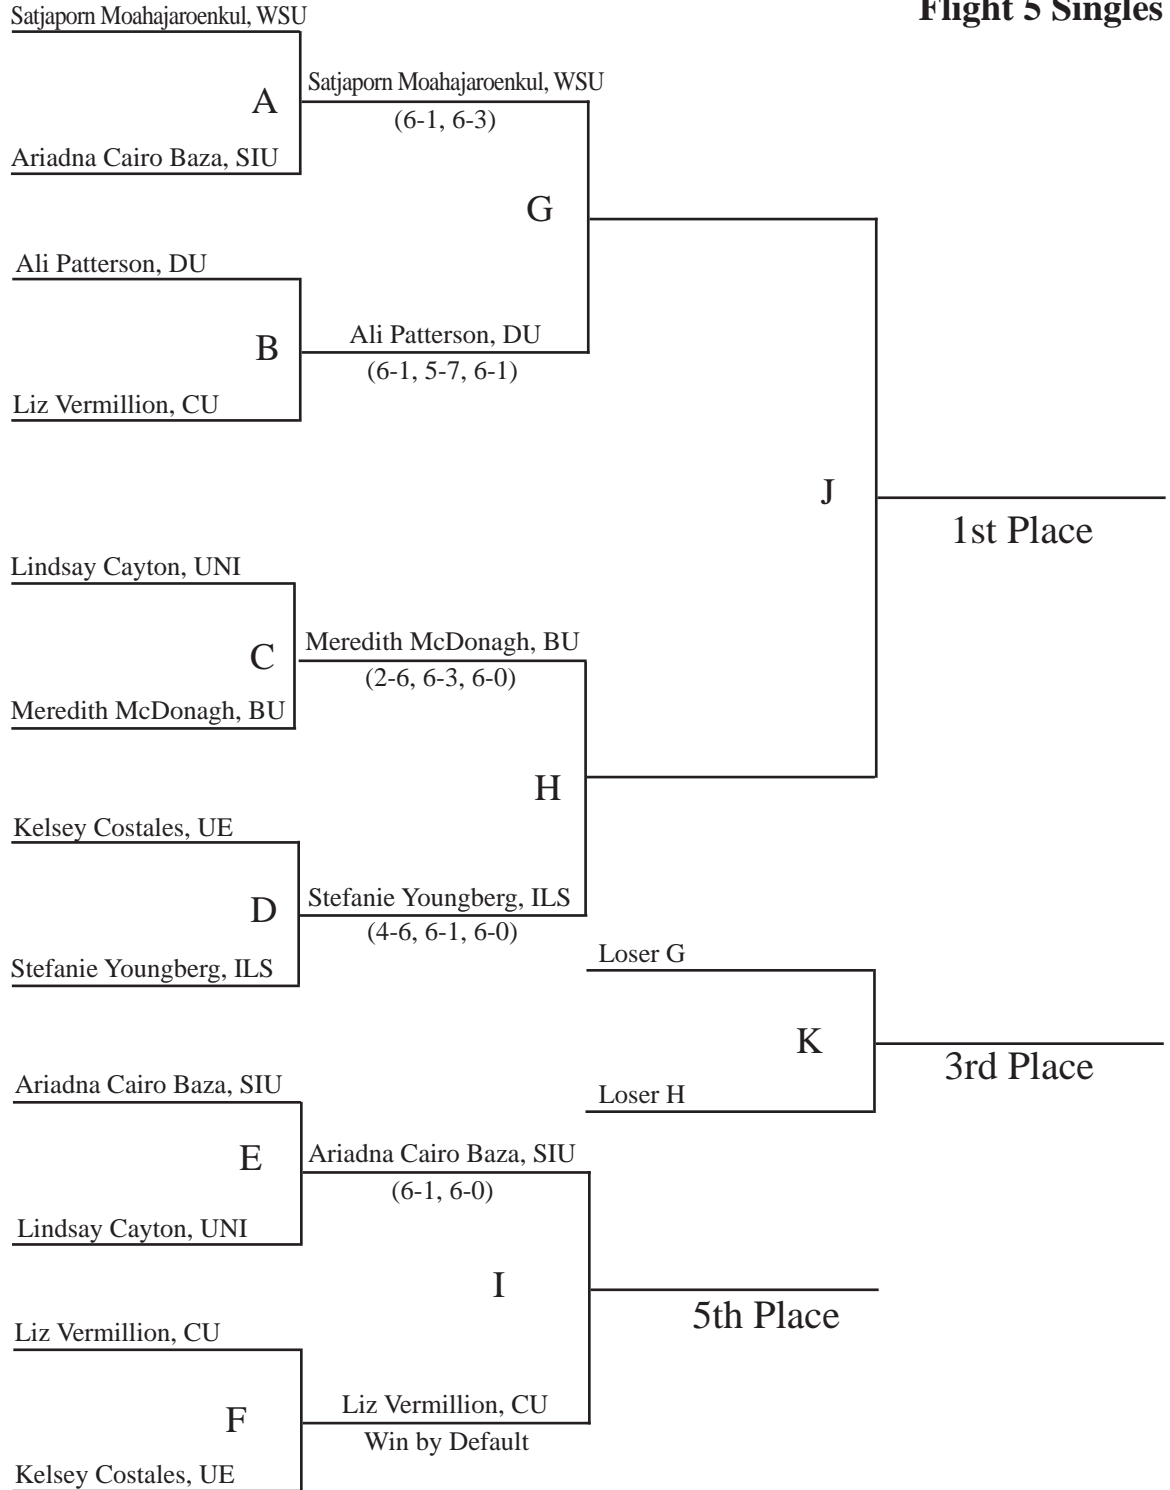 Flight 5 Singles
Satjaporn Moahajaroenkul, WSU
A
Satjaporn Moahajaroenkul, WSU
(6-1, 6-3)
Ariadna Cairo Baza, SIU
G
Ali Patterson, DU
B
Ali Patterson, DU
(6-1, 5-7, 6-1)
Liz Vermillion, CU
J
1st Place
Lindsay Cayton, UNI
C
Meredith McDonagh, BU
(2-6, 6-3, 6-0)
Meredith McDonagh, BU
H
Kelsey Costales, UE
D
Stefanie Youngberg, ILS
(4-6, 6-1, 6-0)
Stefanie Youngberg, ILS
Loser G
K
3rd Place
Loser H
Ariadna Cairo Baza, SIU
E
Ariadna Cairo Baza, SIU
(6-1, 6-0)
Lindsay Cayton, UNI
I
5th Place
Liz Vermillion, CU
F
Liz Vermillion, CU
Win by Default
Kelsey Costales, UE